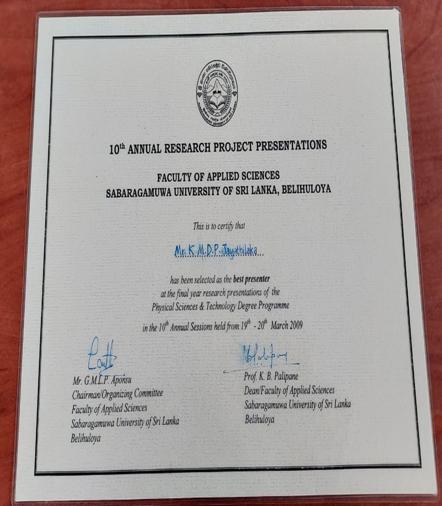 10th ANNUAL RESEARCH PROJECT PRESENTATIONS
FACULTY OF APPLIED SCIENCES
SABARAGAMUWA UNIVERSITY OF SRI LANKA, BELIHULOYA
This is to certify that
Mr. K.M.D.P. Jayathilaka
has been selected as the best presenter
at the final year research presentations of the
Physical Sciences & Technology Degree Programme
in the 10th Annual Sessions held from 19th - 20th March 2009
Mr. G.M.L.P. Aponsu
Chairman/Organizing Committee
Faculty of Applied Sciences
Sabaragamuwa University of Sri Lanka
Belihuloya
Prof. K. B. Palipane
Dean/Faculty of Applied Sciences
Sabaragamuwa University of Sri Lanka
Belihuloya